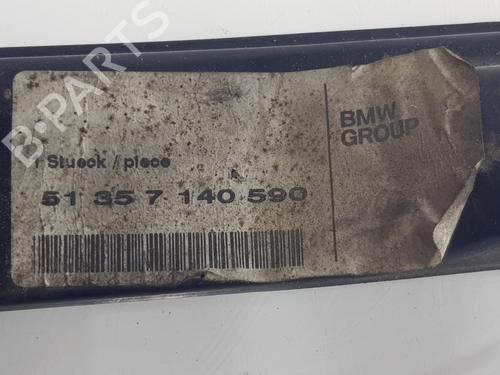 B-PARTS
1 Stueck / piece
51 35 7 140 590
BMW
GROUP